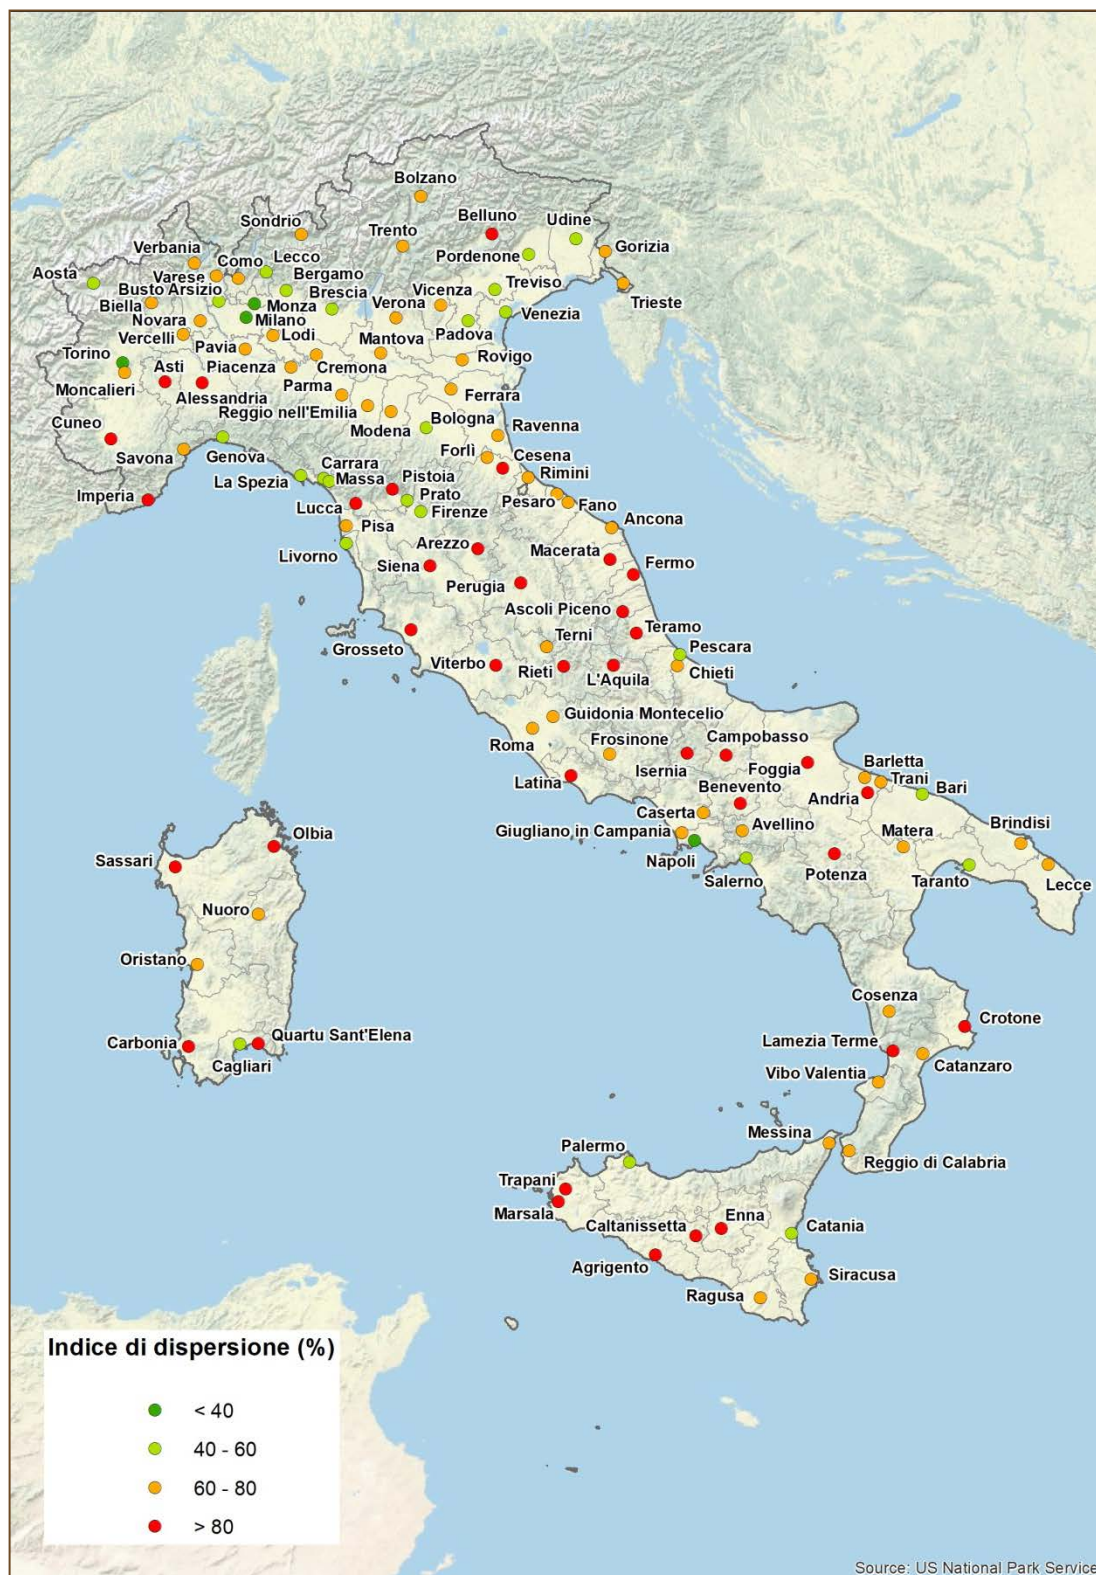 Bolzano
Sondrio
Belluno
Udine
Trento
Verbania
Pordenone
Gorizia
Como
Lecco
Aosta
Varese
Bergamo
Busto Arsizio
Brescia
Vicenza
Treviso
Biella
Monza
Verona
Trieste
Novara
Milano
Venezia
Vercelli
Lodi
Padova
Pavia
Mantova
Torino
Asti
Piacenza
Cremona
Rovigo
Moncalieri
Parma
Alessandria
Ferrara
Reggio nell'Emilia
Cuneo
Modena
Bologna
Ravenna
Savona
Genova
Forlì
Cesena
Carrara
La Spezia
Massa
Pistoia
Rimini
Imperia
Prato
Pesaro
Fano
Lucca
Firenze
Pisa
Ancona
Arezzo
Livorno
Macerata
Siena
Fermo
Perugia
Ascoli Piceno
Teramo
Terni
Grosseto
Pescara
Viterbo
Rieti
L'Aquila
Chieti
Guidonia Montecelio
Roma
Frosinone
Campobasso
Isernia
Foggia
Barletta
Latina
Trani
Benevento
Andria
Bari
Caserta
Avellino
Giugliano in Campania
Matera
Brindisi
Olbia
Napoli
Sassari
Salerno
Potenza
Taranto
Lecce
Nuoro
Oristano
Cosenza
Crotone
Quartu Sant'Elena
Carbonia
Lamezia Terme
Cagliari
Catanzaro
Vibo Valentia
Messina
Palermo
Reggio di Calabria
Trapani
Marsala
Enna
Caltanissetta
Catania
Agrigento
Siracusa
Ragusa
Indice di dispersione (%)
< 40
40 - 60
60 - 80
> 80
Source: US National Park Service